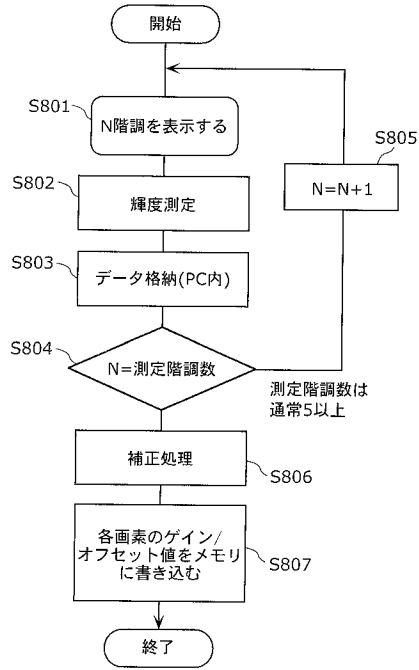 開始
S801
N階調を表示する
S805
S802
輝度測定
N=N+1
S803
データ格納(PC内)
S804
N=測定階調数
測定階調数は
通常5以上
補正処理
S806
各画素のゲイン/
オフセット値をメモリ
に書き込む
S807
終了